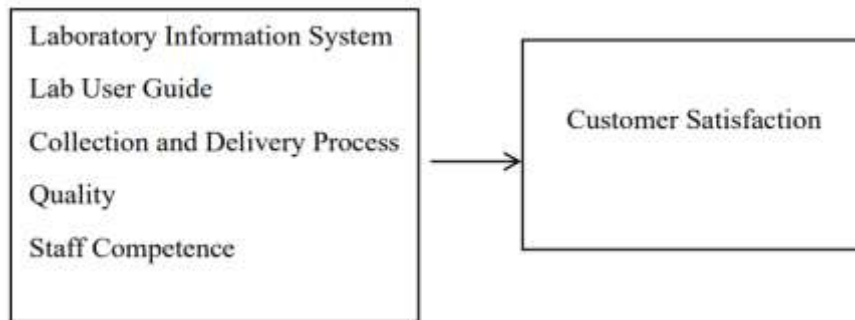 Laboratory Information System
Lab User Guide
Collection and Delivery Process
Quality
Staff Competence
Customer Satisfaction